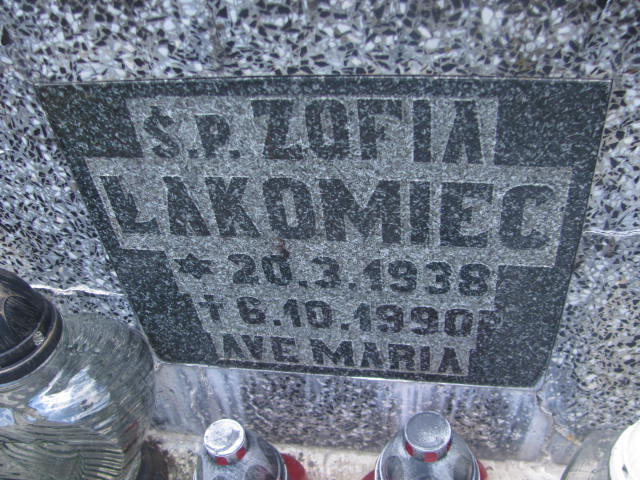 Ś.P. ZOFIA
ŁAKOMIEC
* 20.3.1938
† 6.10.1990
AVE MARIA